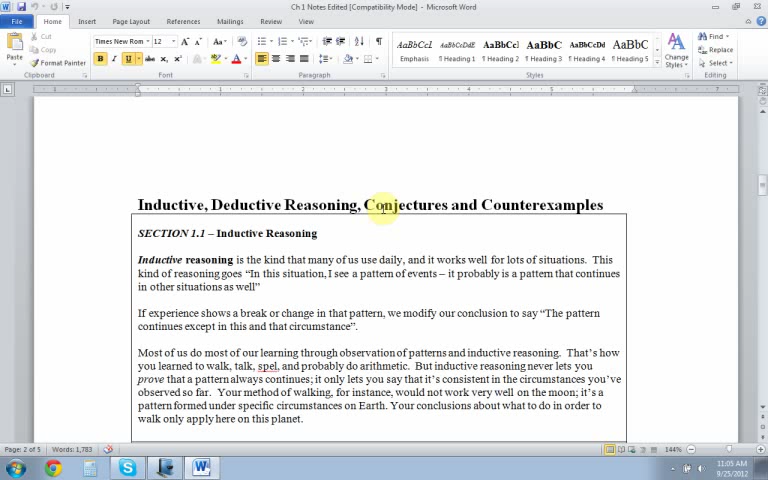 Ch 1 Notes Edited [Compatibility Mode] - Microsoft Word
File Home Insert Page Layout References Mailings Review View
Paste Cut Copy Format Painter
Times New Rom 12
AaBbCcI AaBbCcDdE AaBbCcI AaBbC AaBbCcDd AaBbC
Emphasis ¶ Heading 1 ¶ Heading 2 ¶ Heading 3 ¶ Heading 4 ¶ Heading 5
Change Styles
Find
Replace
Select
Clipboard Font Paragraph Styles Editing
Inductive, Deductive Reasoning, Conjectures and Counterexamples
SECTION 1.1 – Inductive Reasoning
Inductive reasoning is the kind that many of us use daily, and it works well for lots of situations. This
kind of reasoning goes “In this situation, I see a pattern of events – it probably is a pattern that continues
in other situations as well”
If experience shows a break or change in that pattern, we modify our conclusion to say “The pattern
continues except in this and that circumstance”.
Most of us do most of our learning through observation of patterns and inductive reasoning. That’s how
you learned to walk, talk, spel, and probably do arithmetic. But inductive reasoning never lets you
prove that a pattern always continues; it only lets you say that it’s consistent in the circumstances you’ve
observed so far. Your method of walking, for instance, would not work very well on the moon; it’s a
pattern formed under specific circumstances on Earth. Your conclusions about what to do in order to
walk only apply here on this planet.
Page: 2 of 5 Words: 1,783 144%
11:05 AM
9/25/2012